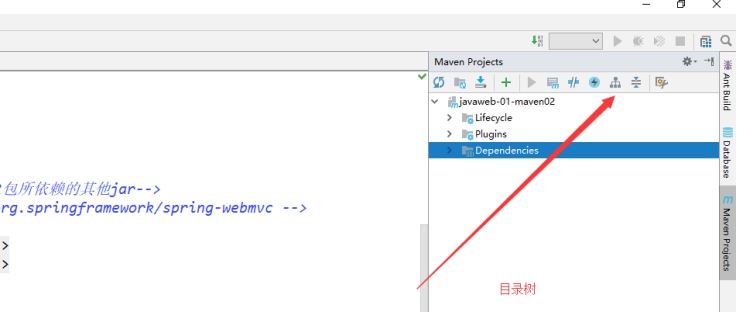 Maven Projects
javaweb-01-maven02
Lifecycle
Plugins
Dependencies
包所依赖的其他jar-->
rg.springframework/spring-webmvc -->
>
>
目录树
Ant Build
Database
Maven Projects